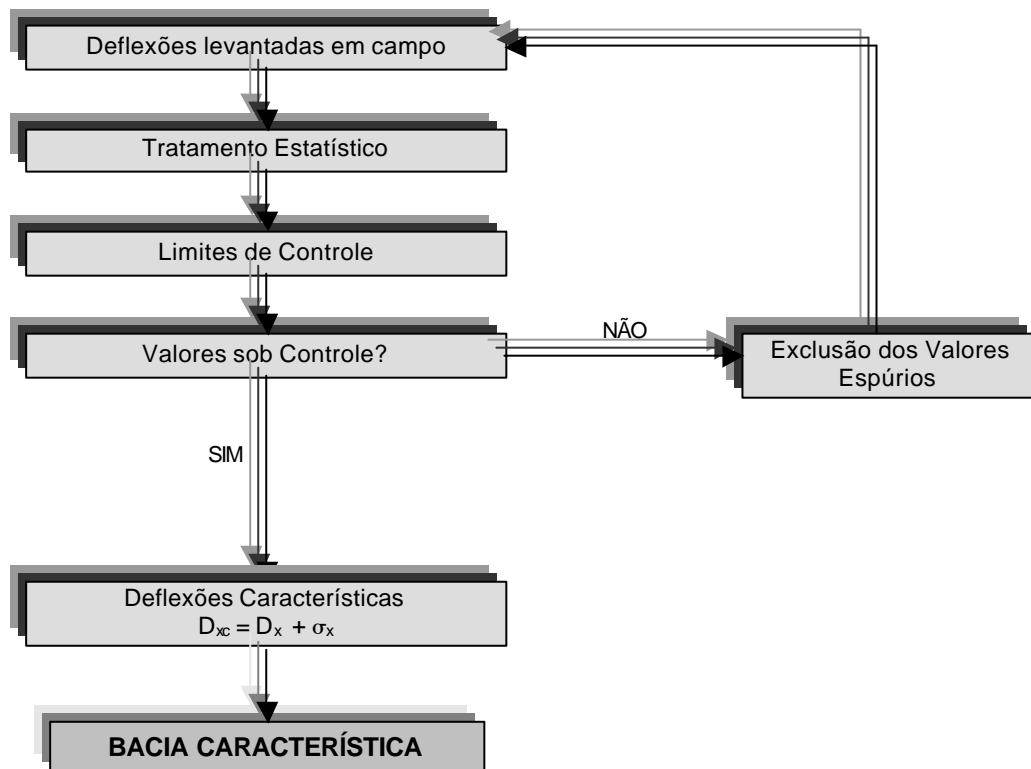 Deflexões levantadas em campo
Tratamento Estatístico
Limites de Controle
Valores sob Controle?
NÃO
Exclusão dos Valores
Espúrios
SIM
Deflexões Características
Dxc = Dx + σx
BACIA CARACTERÍSTICA